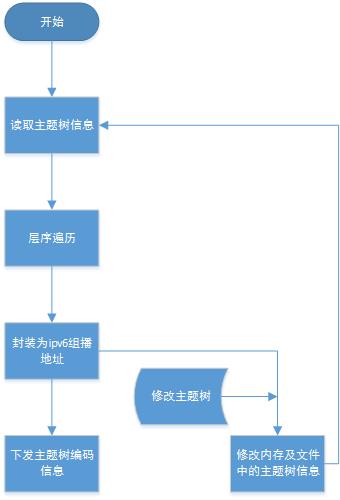 开始
读取主题树信息
层序遍历
封装为ipv6组播
地址
修改主题树
下发主题树编码
信息
修改内存及文件
中的主题树信息